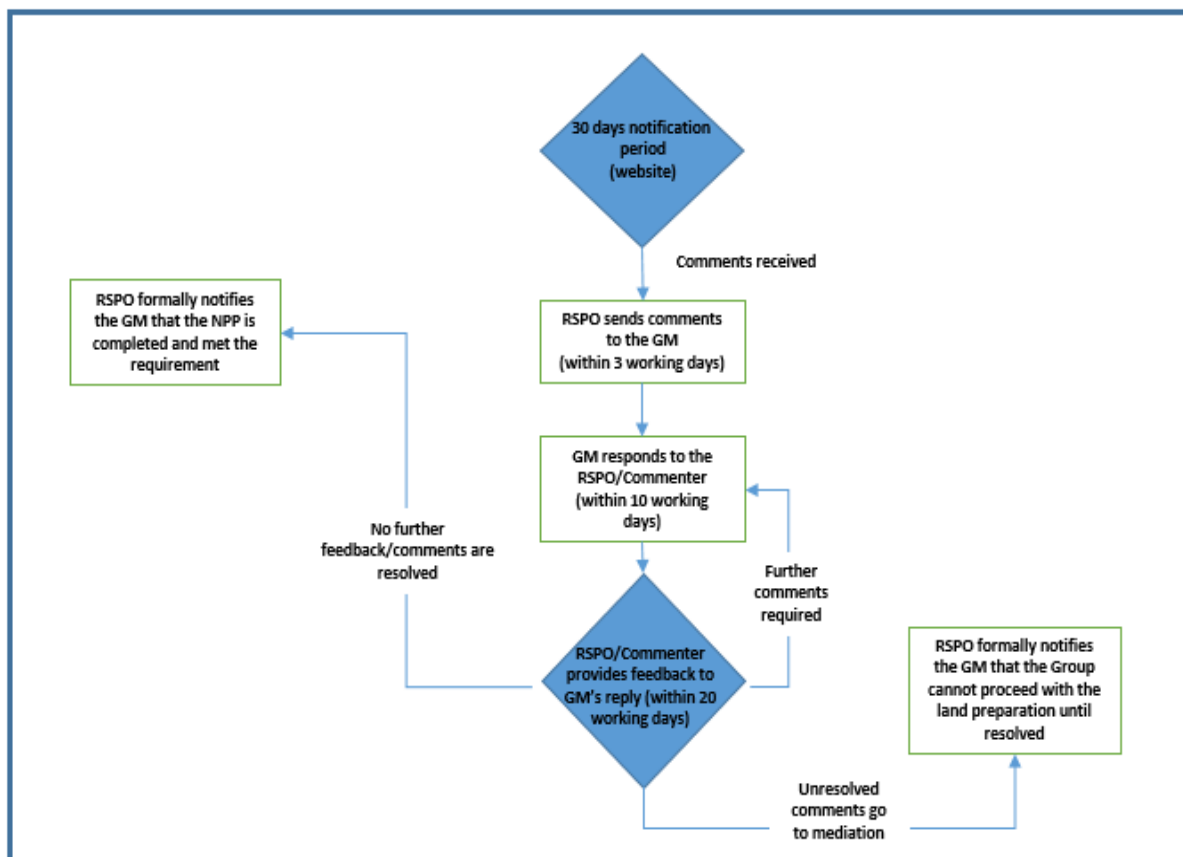 30 days notification
period
(website)
Comments received
RSPO formally notifies
the GM that the NPP is
completed and met the
requirement
RSPO sends comments
to the GM
(within 3 working days)
GM responds to the
RSPO/Commenter
(within 10 working
days)
No further
feedback/comments are
resolved
Further
comments
required
RSPO/Commenter
provides feedback to
GM's reply (within 20
working days)
RSPO formally notifies
the GM that the Group
cannot proceed with the
land preparation until
resolved
Unresolved
comments go
to mediation